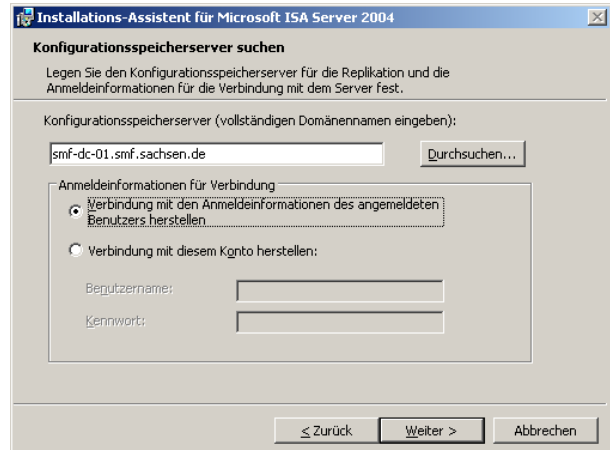 Installations-Assistent für Microsoft ISA Server 2004
Konfigurationsspeicherserver suchen
Legen Sie den Konfigurationsspeicherserver für die Replikation und die
Anmeldeinformationen für die Verbindung mit dem Server fest.
Konfigurationsspeicherserver (vollständigen Domänennamen eingeben):
smf-dc-01.smf.sachsen.de
Durchsuchen...
Anmeldeinformationen für Verbindung
Verbindung mit den Anmeldeinformationen des angemeldeten
Benutzers herstellen
Verbindung mit diesem Konto herstellen:
Benutzername:
Kennwort:
< Zurück
Weiter >
Abbrechen